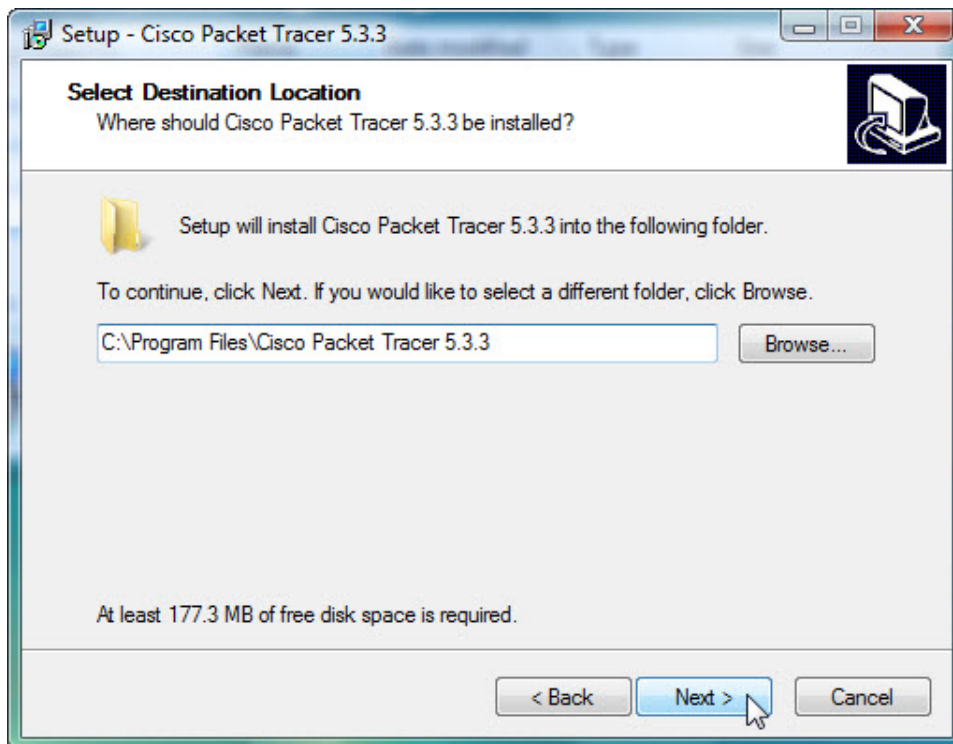 Setup - Cisco Packet Tracer 5.3.3
Select Destination Location
Where should Cisco Packet Tracer 5.3.3 be installed?
Setup will install Cisco Packet Tracer 5.3.3 into the following folder.
To continue, click Next. If you would like to select a different folder, click Browse.
C:\Program Files\Cisco Packet Tracer 5.3.3
Browse...
At least 177.3 MB of free disk space is required.
< Back
Next >
Cancel